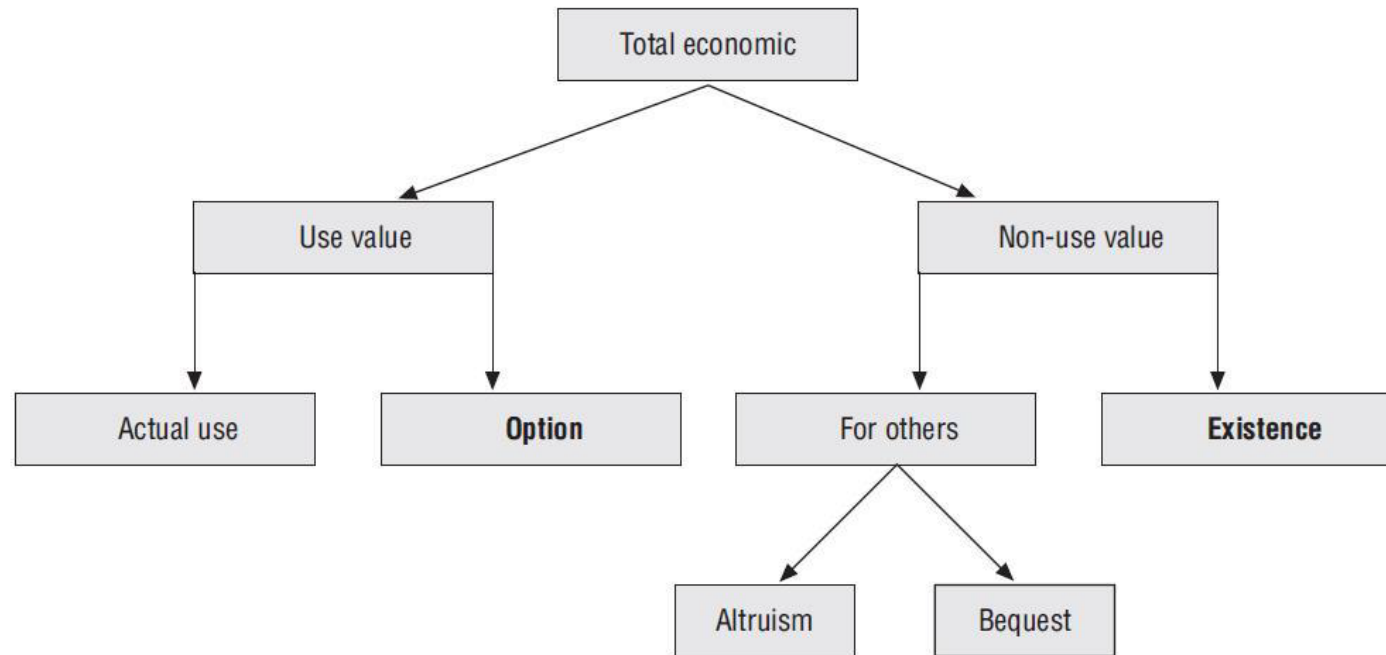 Total economic
Use value
Non-use value
Actual use
Option
For others
Existence
Altruism
Bequest